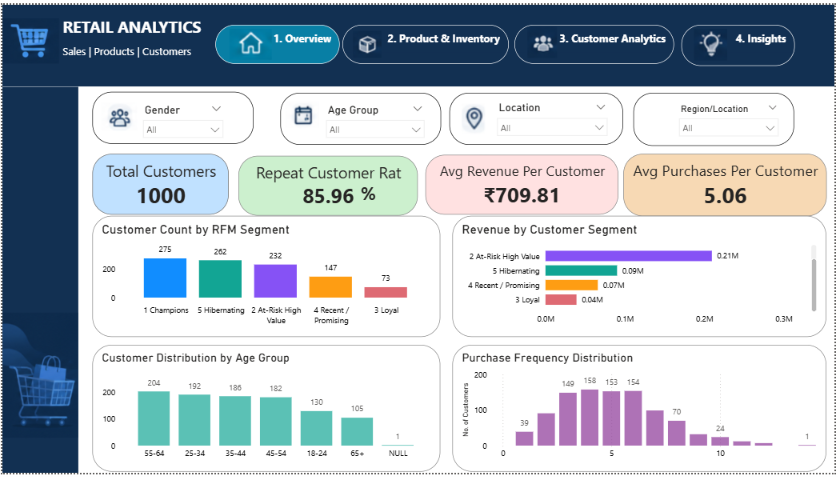 RETAIL ANALYTICS
Sales | Products | Customers
1. Overview
2. Product & Inventory
3. Customer Analytics
4. Insights
Gender
All
Age Group
All
Location
All
Region/Location
All
Total Customers
1000
Repeat Customer Rat
85.96 %
Avg Revenue Per Customer
₹709.81
Avg Purchases Per Customer
5.06
Customer Count by RFM Segment
200
0
275
262
232
147
73
1 Champions
5 Hibernating
2 At-Risk High
Value
4 Recent /
Promising
3 Loyal
Revenue by Customer Segment
2 At-Risk High Value
0.21M
5 Hibernating
0.09M
4 Recent / Promising
0.07M
3 Loyal
0.04M
0.0M
0.1M
0.2M
0.3M
Customer Distribution by Age Group
200
100
0
204
192
186
182
130
105
1
55-64
25-34
35-44
45-54
18-24
65+
NULL
Purchase Frequency Distribution
No. of Customers
200
100
0
39
149
158
153
154
70
24
1
0
5
10